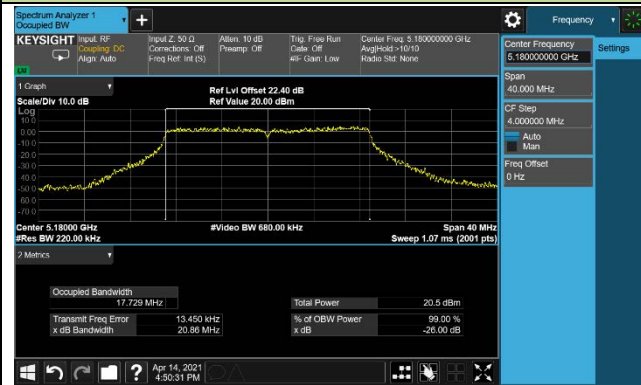 Spectrum Analyzer 1
Occupied BW
+
Frequency
KEYSIGHT
Input: RF
Coupling: DC
Align: Auto
Input Z: 50 Ω
Corrections: Off
Freq Ref: Int (S)
Atten: 10 dB
Preamp: Off
Trig: Free Run
Gate: Off
#IF Gain: Low
Center Freq: 5.180000000 GHz
Avg|Hold:>10/10
Radio Std: None
Center Frequency
5.180000000 GHz
Settings
Span
40.000 MHz
CF Step
4.000000 MHz
Auto
Man
Freq Offset
0 Hz
1 Graph
Scale/Div 10.0 dB
Ref Lvl Offset 22.40 dB
Ref Value 20.00 dBm
Log
10.0
0.00
-10.0
-20.0
-30.0
-40.0
-50.0
-60.0
-70.0
Center 5.18000 GHz
#Video BW 680.00 kHz
Span 40 MHz
#Res BW 220.00 kHz
Sweep 1.07 ms (2001 pts)
2 Metrics
Occupied Bandwidth
17.729 MHz
Total Power
20.5 dBm
Transmit Freq Error
13.450 kHz
% of OBW Power
99.00 %
x dB Bandwidth
20.86 MHz
x dB
-26.00 dB
?
Apr 14, 2021
4:50:31 PM